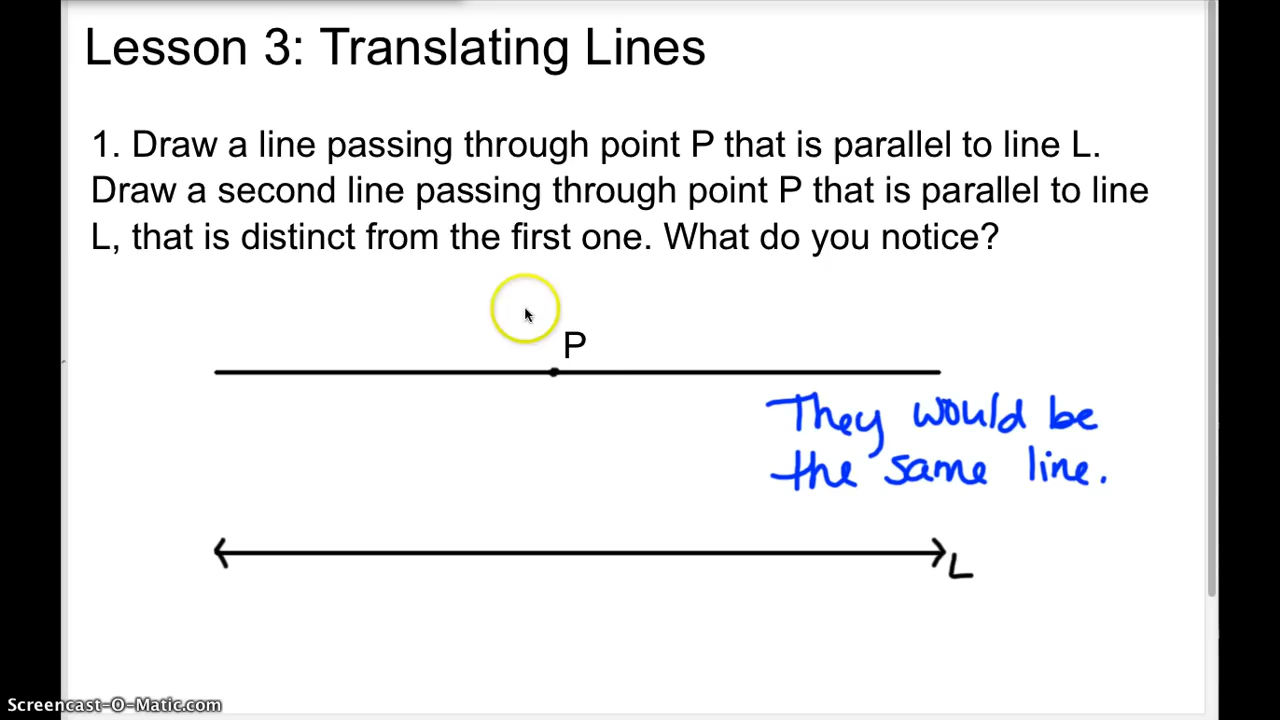 Lesson 3: Translating Lines
1. Draw a line passing through point P that is parallel to line L.
Draw a second line passing through point P that is parallel to line
L, that is distinct from the first one. What do you notice?
P
They would be
the same line.
L
Screencast-O-Matic.com